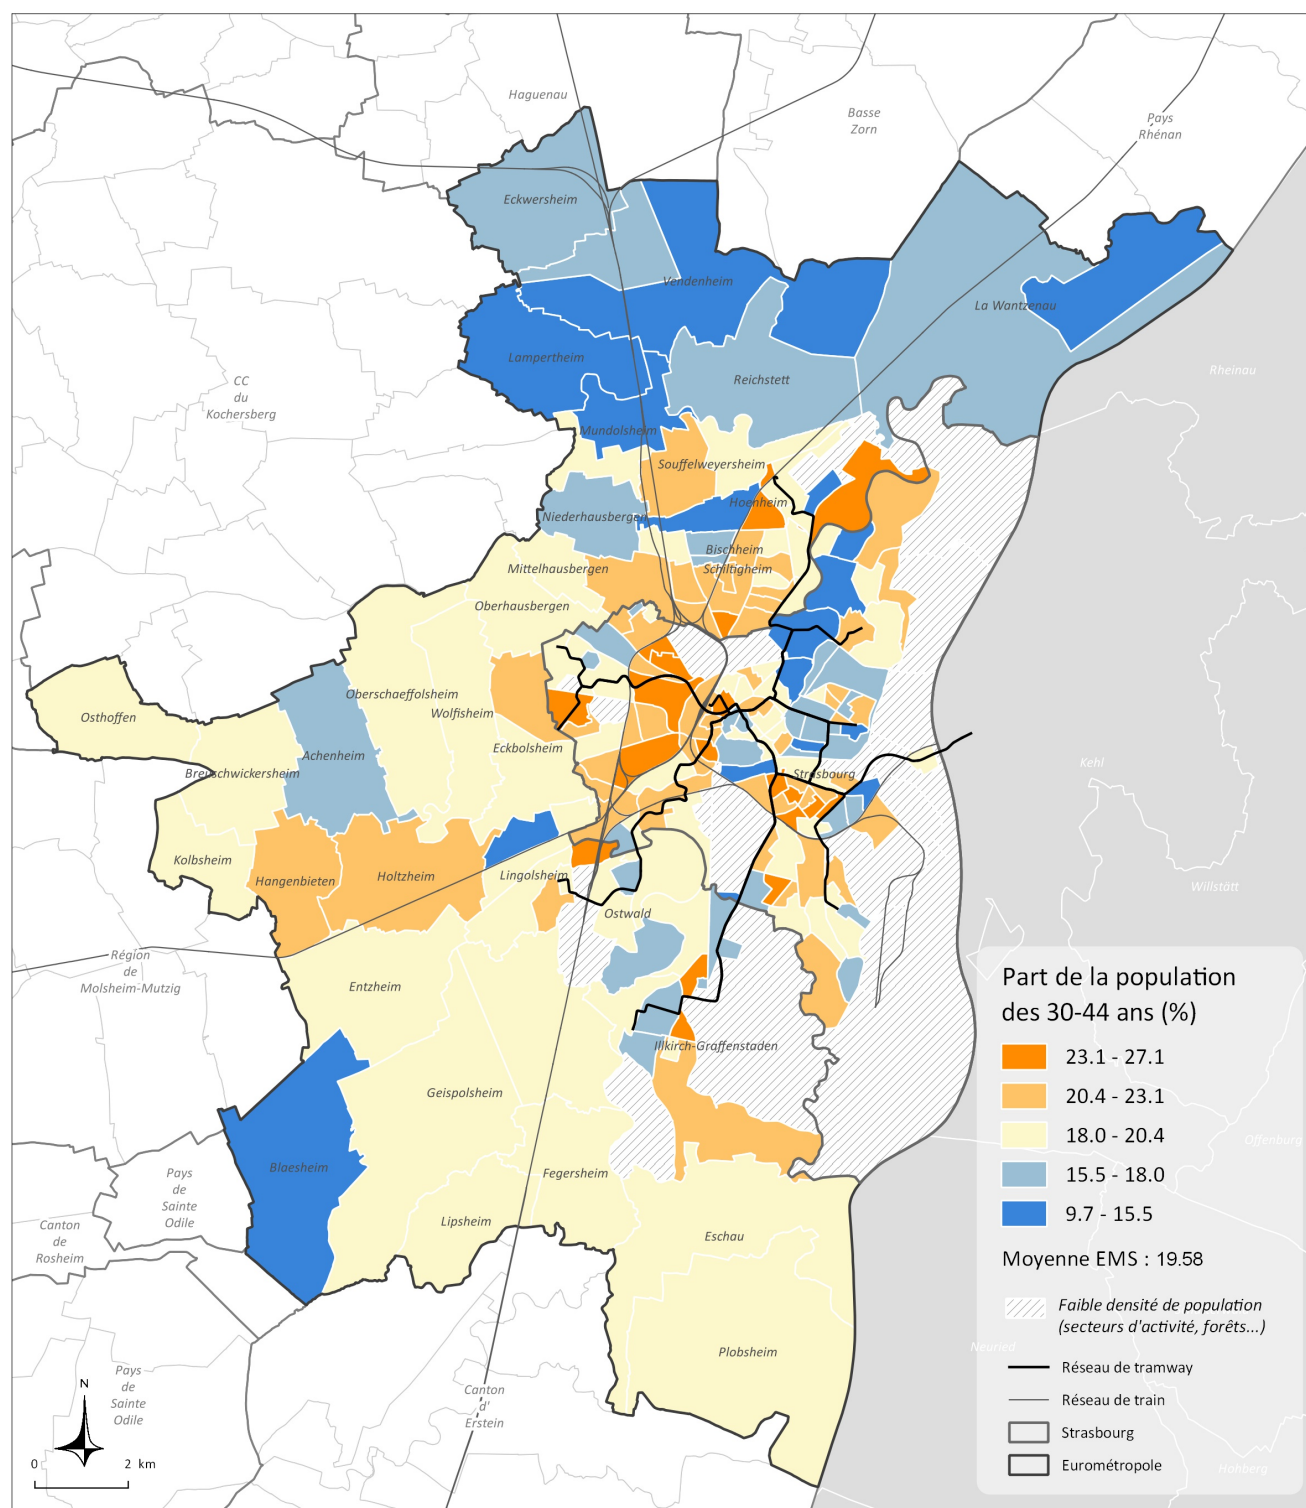 Haguenau
Basse
Zorn
Pays
Rhénan
Eckwersheim
Vendenheim
La Wantzenau
Lampertheim
Reichstett
Rheinau
CC
du
Kochersberg
Mundolsheim
Souffelweyersheim
Hoenheim
Niederhausbergen
Bischheim
Schiltigheim
Mittelhausbergen
Oberhausbergen
Oberschaeffolsheim
Wolfisheim
Osthoffen
Eckbolsheim
Achenheim
Breuschwickersheim
Strasbourg
Kehl
Kolbsheim
Hangenbieten
Holtzheim
Lingolsheim
Willstätt
Ostwald
Région
de
Molsheim-Mutzig
Entzheim
Illkirch-Graffenstaden
Geispolsheim
Blaesheim
Fegersheim
Pays
de
Sainte
Odile
Canton
de
Rosheim
Lipsheim
Eschau
Plobsheim
Pays
de
Sainte
Odile
Canton
d'
Erstein
Offenburg
Neuried
Hohberg
N
0 2 km
Part de la population
des 30-44 ans (%)
23.1 - 27.1
20.4 - 23.1
18.0 - 20.4
15.5 - 18.0
9.7 - 15.5
Moyenne EMS : 19.58
Faible densité de population
(secteurs d'activité, forêts...)
Réseau de tramway
Réseau de train
Strasbourg
Eurométropole